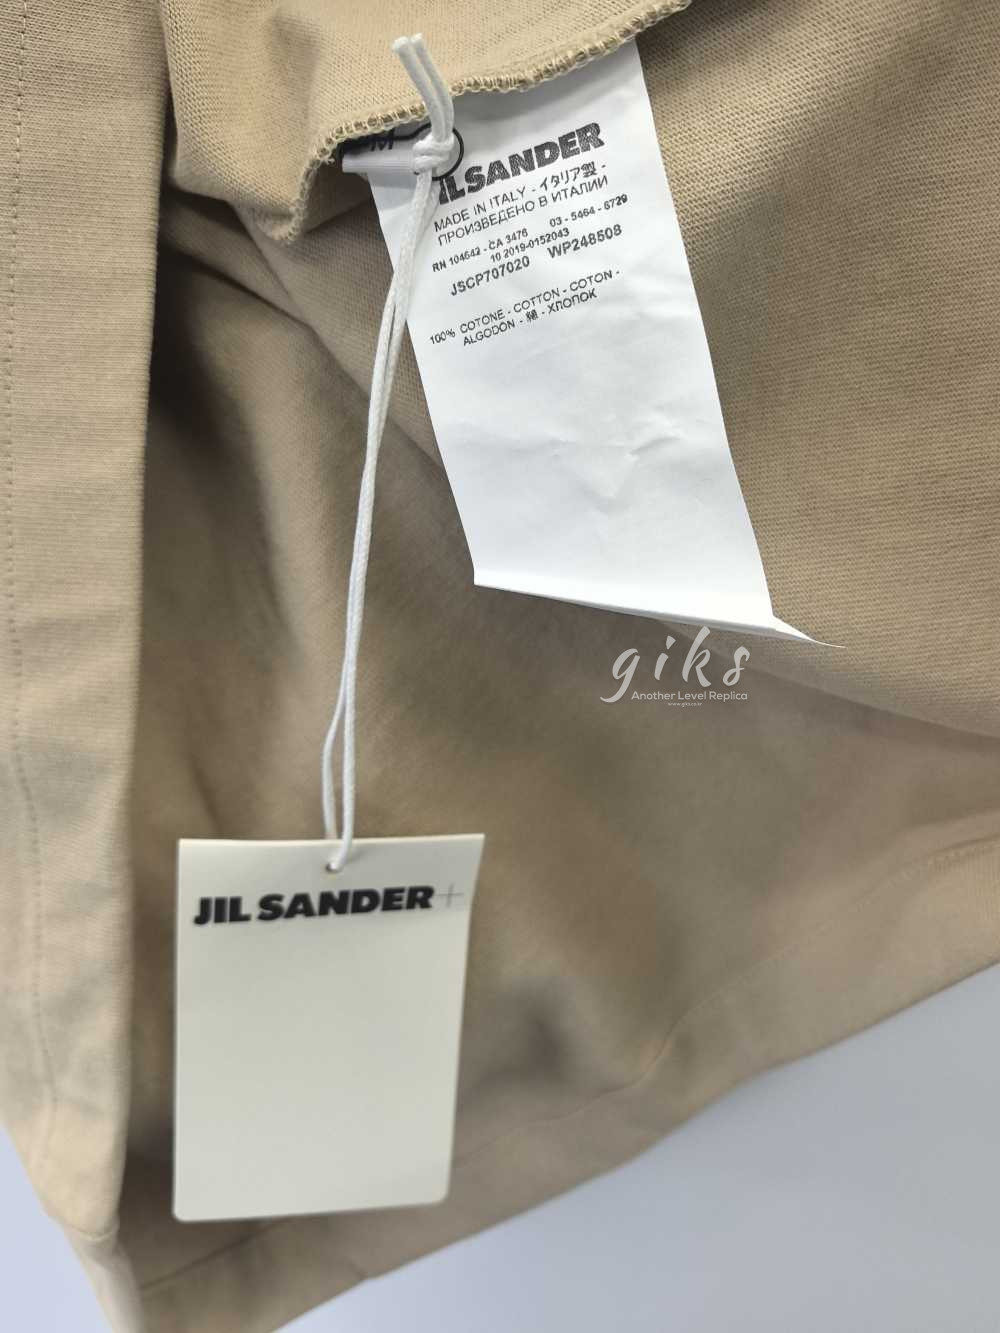 M
JILSANDER
MADE IN ITALY - イタリア製 -
ПРОИЗВЕДЕНО В ИТАЛИИ
RN 104642 - CA 3476 03 - 5464 - 6729
10 2019-0152043
JSCP707020 WP248508
100% COTONE - COTTON - COTON -
ALGODON - 綿 - ХЛОПОК
giks
Another Level Replica
JIL SANDER+